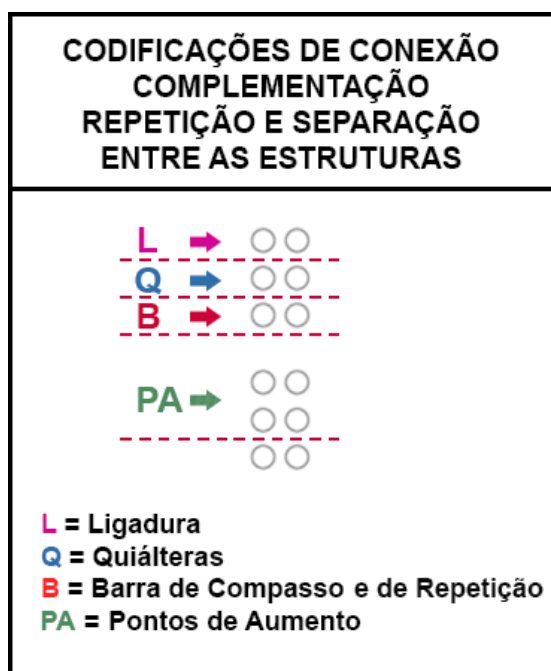 CODIFICAÇÕES DE CONEXÃO
COMPLEMENTAÇÃO
REPETIÇÃO E SEPARAÇÃO
ENTRE AS ESTRUTURAS
L
Q
B
PA
L = Ligadura
Q = Quiálteras
B = Barra de Compasso e de Repetição
PA = Pontos de Aumento